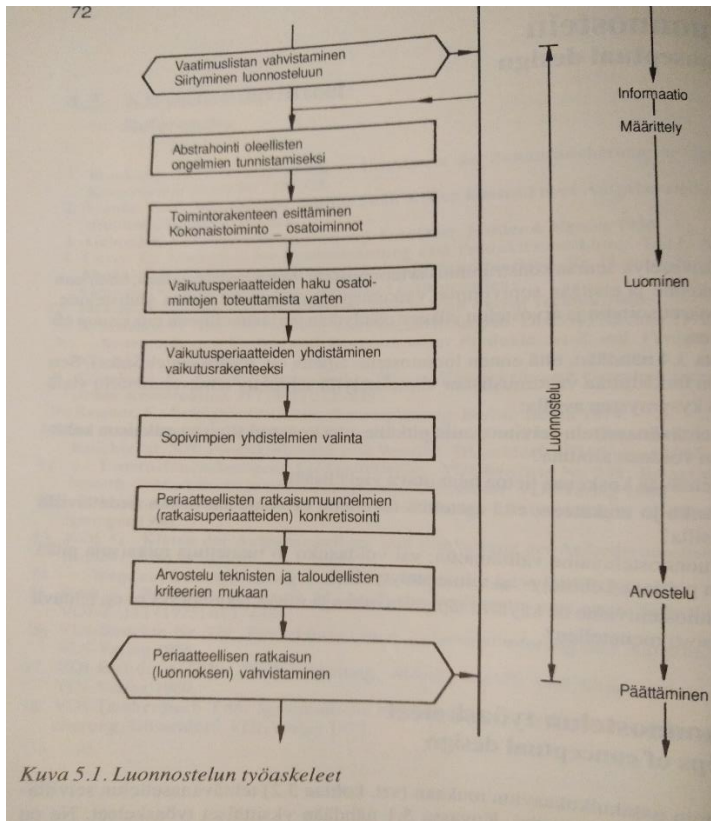 72
Vaatimuslistan vahvistaminen
Siirtyminen luonnosteluun
Abstrahointi oleellisten
ongelmien tunnistamiseksi
Toimintorakenteen esittäminen
Kokonaistoiminto _ osatoiminnot
Vaikutusperiaatteiden haku osatoi-
mintojen toteuttamista varten
Vaikutusperiaatteiden yhdistäminen
vaikutusrakenteeksi
Sopivimpien yhdistelmien valinta
Periaatteellisten ratkaisumuunnelmien
(ratkaisuperiaatteiden) konkretisointi
Arvostelu teknisten ja taloudellisten
kriteerien mukaan
Periaatteellisen ratkaisun
(luonnoksen) vahvistaminen
Luonnostelu
Informaatio
Määrittely
Luominen
Arvostelu
Päättäminen
Kuva 5.1. Luonnostelun työaskeleet